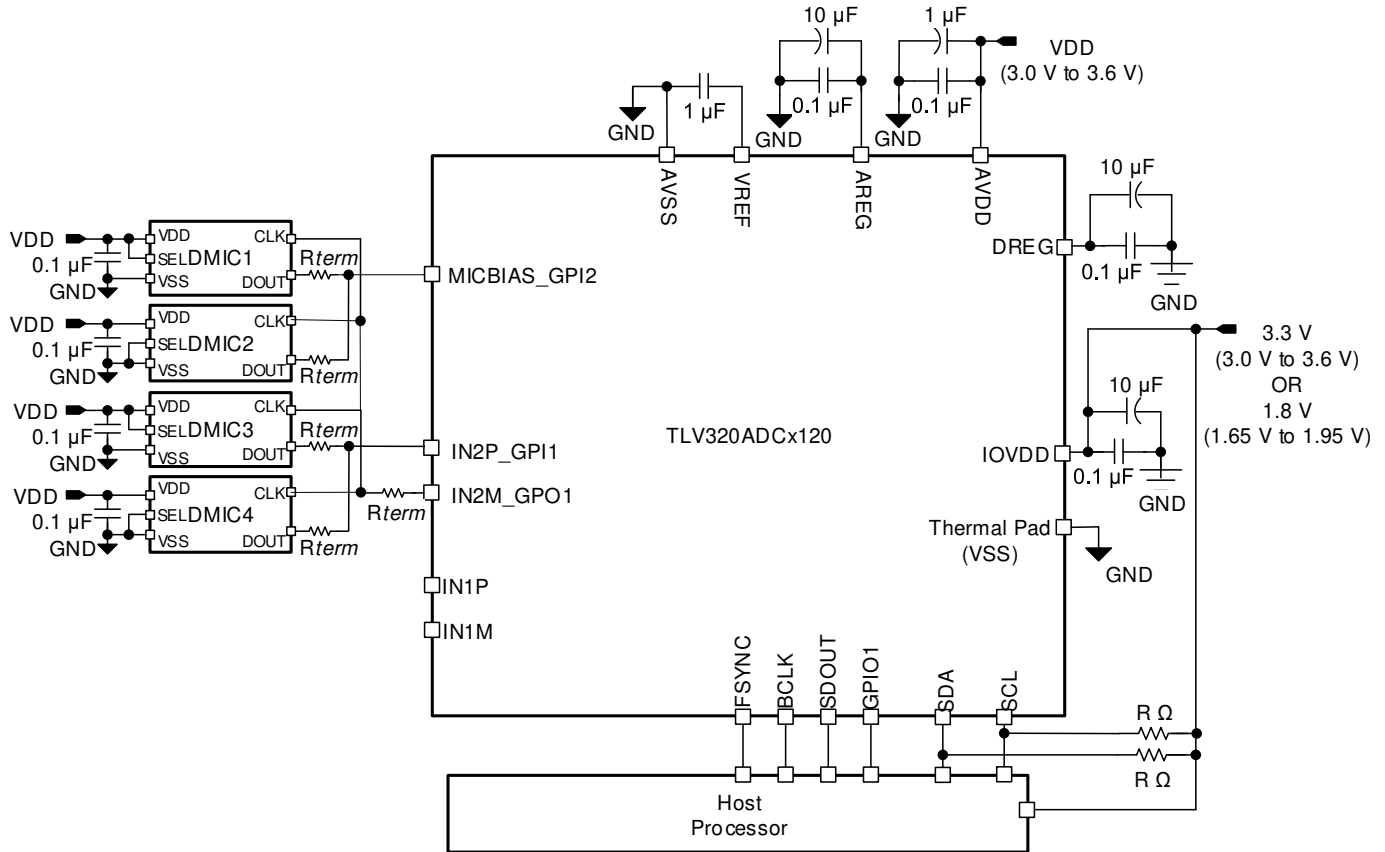 10 µF
1 µF
VDD
(3.0 V to 3.6 V)
1 µF
0.1 µF
0.1 µF
GND
GND
GND
AVSS
VREF
AREG
AVDD
10 µF
DREG
0.1 µF
GND
VDD
0.1 µF
GND
VDD
SEL
VSS
DMIC1
CLK
DOUT
Rterm
MICBIAS_GPI2
VDD
0.1 µF
GND
VDD
SEL
VSS
DMIC2
CLK
DOUT
Rterm
VDD
0.1 µF
GND
VDD
SEL
VSS
DMIC3
CLK
DOUT
Rterm
IN2P_GPI1
VDD
0.1 µF
GND
VDD
SEL
VSS
DMIC4
CLK
DOUT
Rterm
Rterm
IN2M_GPO1
IN1P
IN1M
TLV320ADCx120
3.3 V
(3.0 V to 3.6 V)
OR
1.8 V
(1.65 V to 1.95 V)
10 µF
IOVDD
0.1 µF
GND
Thermal Pad
(VSS)
GND
FSYNC
BCLK
SDOUT
GPIO1
SDA
SCL
R Ω
R Ω
Host
Processor